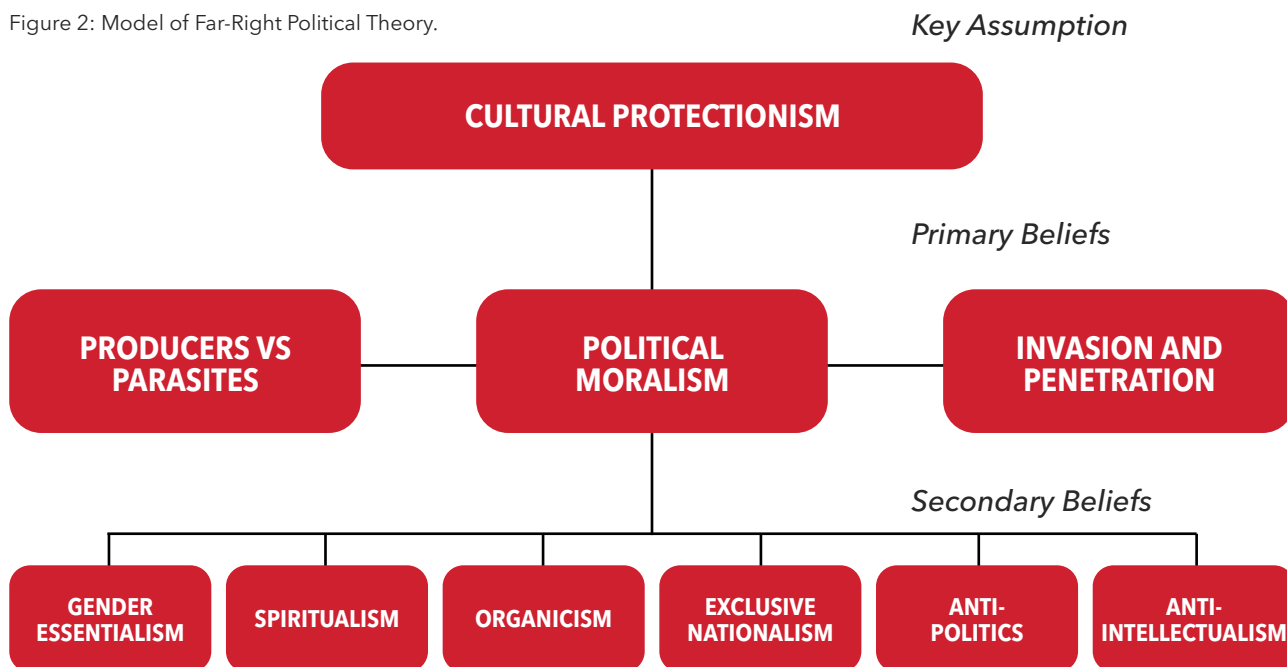 Figure 2: Model of Far-Right Political Theory.
Key Assumption
CULTURAL PROTECTIONISM
Primary Beliefs
PRODUCERS VS
PARASITES
POLITICAL
MORALISM
INVASION AND
PENETRATION
Secondary Beliefs
GENDER
ESSENTIALISM
SPIRITUALISM
ORGANICISM
EXCLUSIVE
NATIONALISM
ANTI-
POLITICS
ANTI-
INTELLECTUALISM